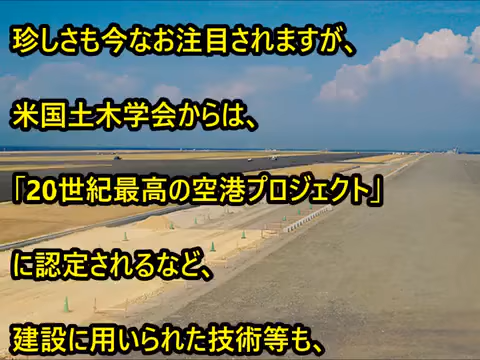 珍しさも今なお注目されますが、
米国土木学会からは、
「20世紀最高の空港プロジェクト」
に認定されるなど、
建設に用いられた技術等も、